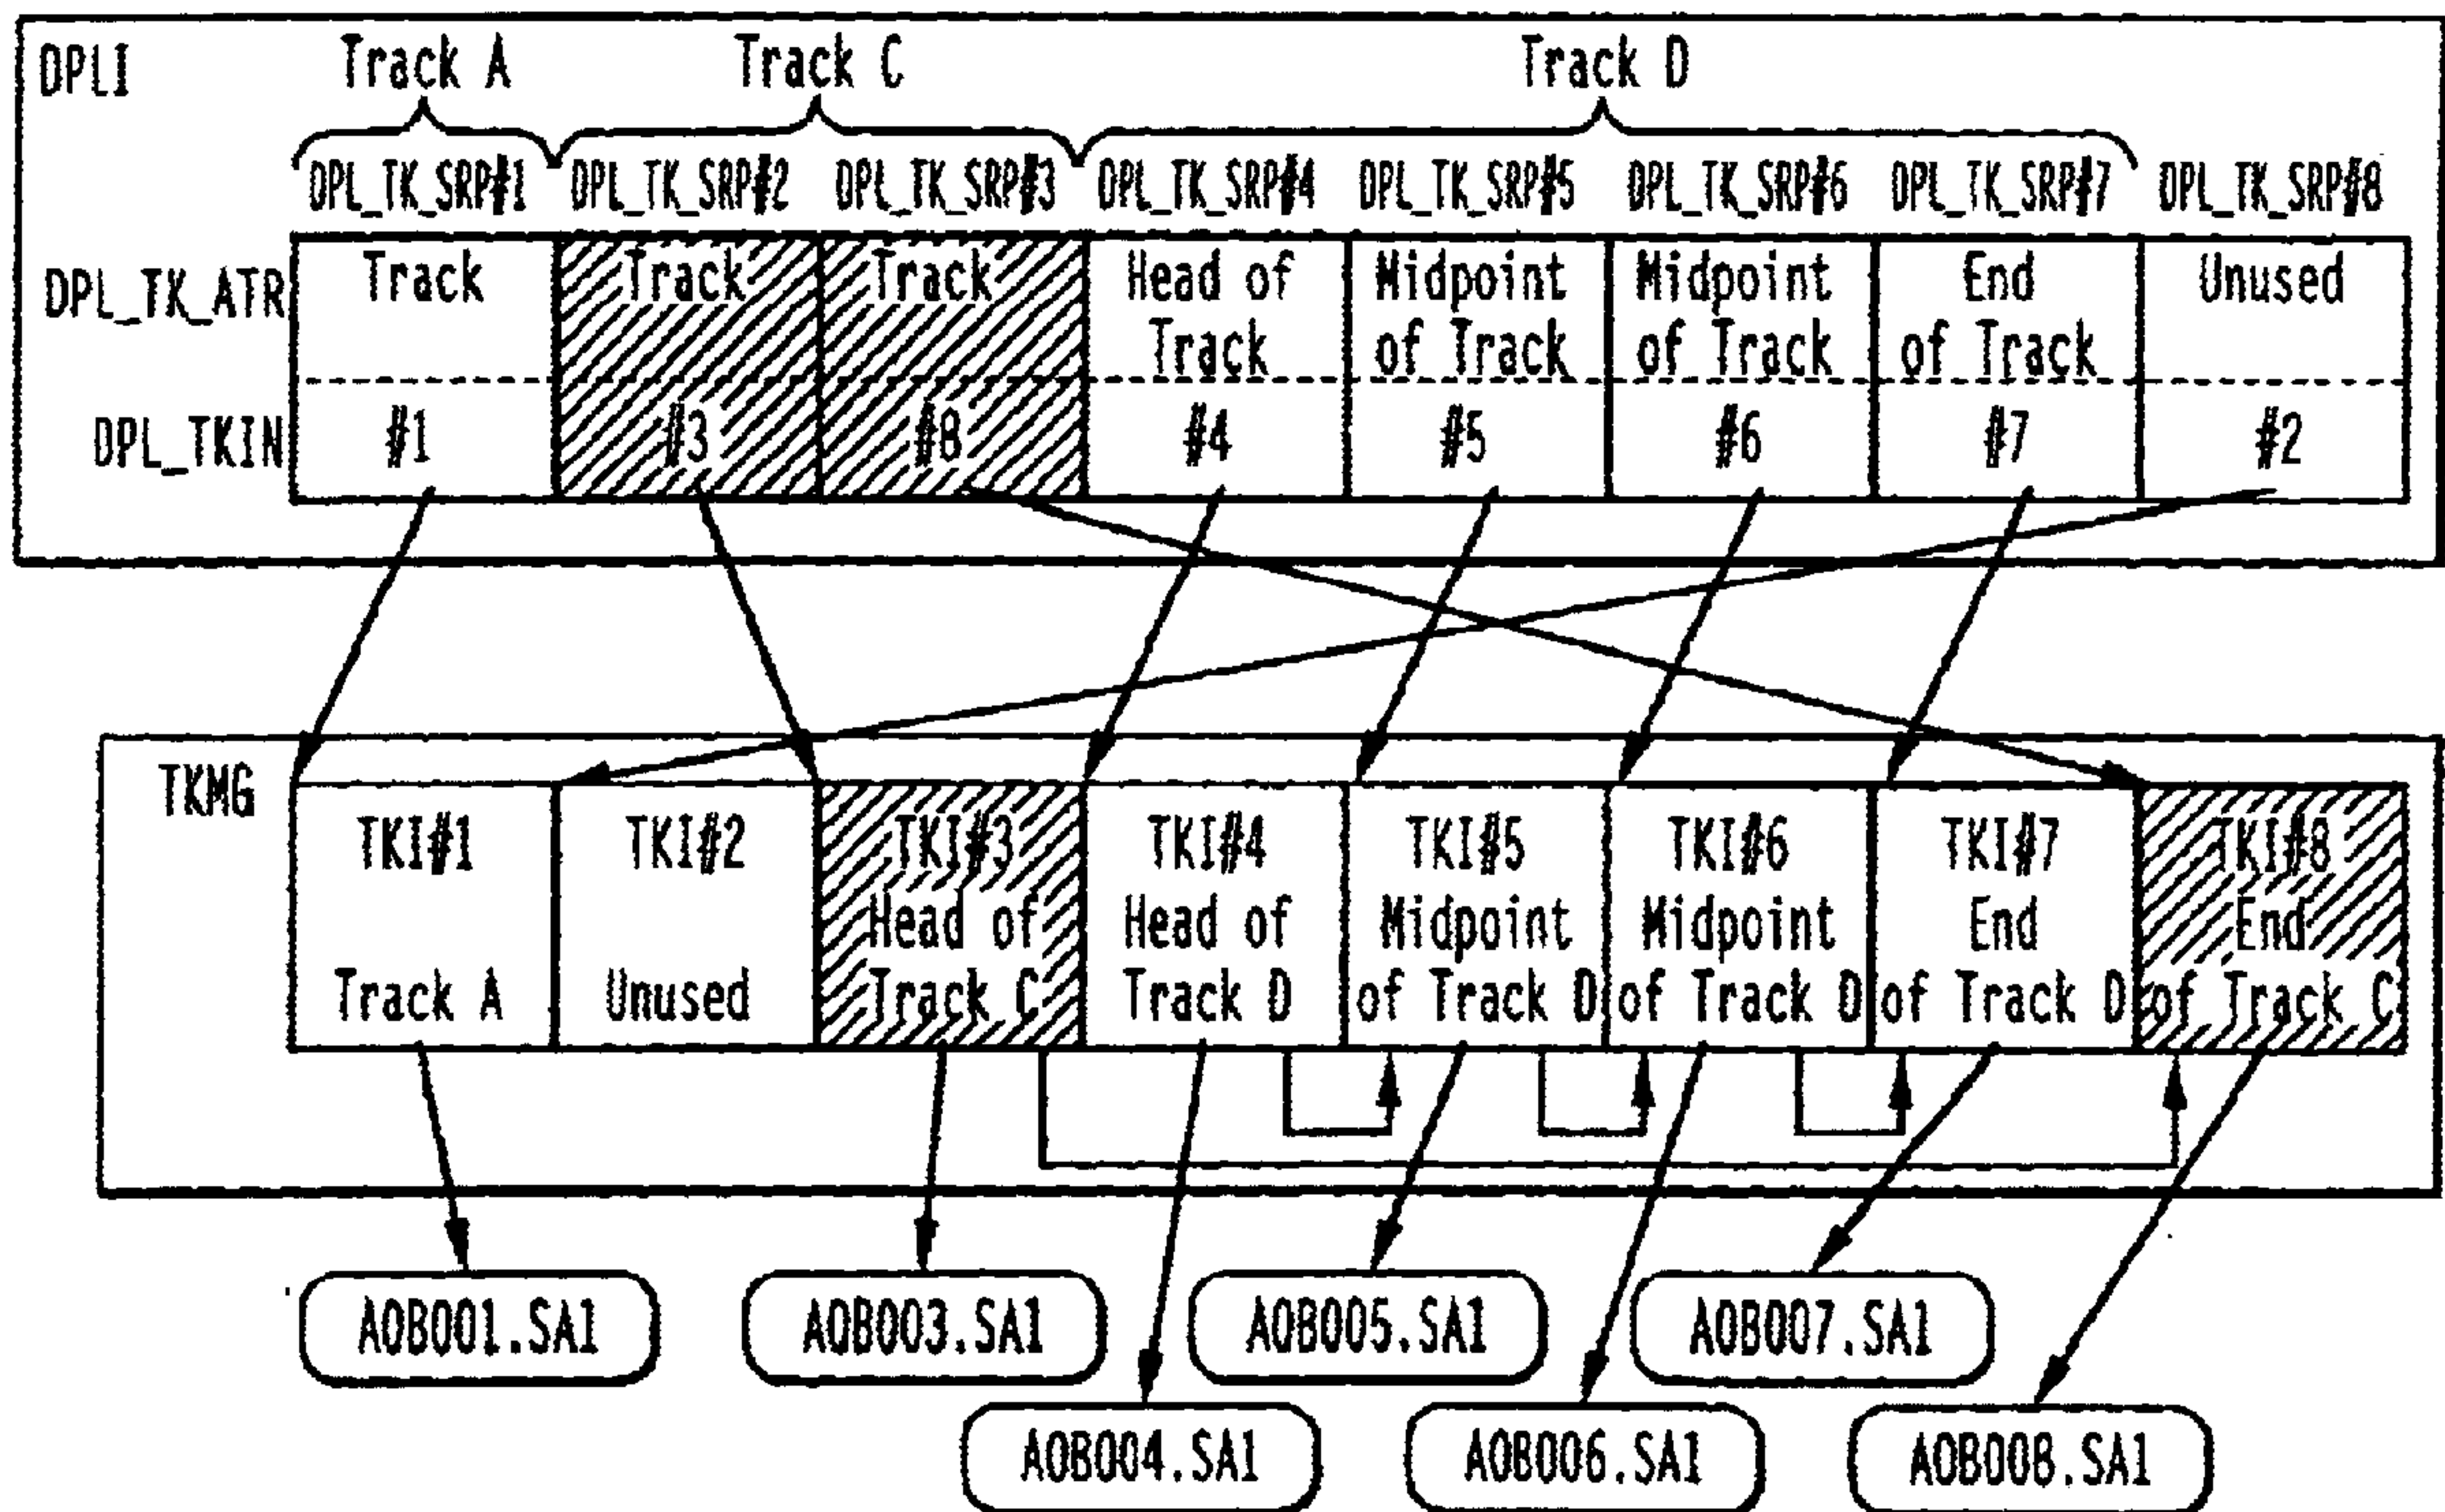 DPLI
Track A
Track C
Track D
DPL_TK_SRP#1 DPL_TK_SRP#2 DPL_TK_SRP#3 DPL_TK_SRP#4 DPL_TK_SRP#5 DPL_TK_SRP#6 DPL_TK_SRP#7 DPL_TK_SRP#8
DPL_TK_ATR
Track
Track
Track
Head of
Track
Midpoint
of Track
Midpoint
of Track
End
of Track
Unused
DPL_TKIN
#1 #3 #8 #4 #5 #6 #7 #2
TKMG
TKI#1
Track A
TKI#2
Unused
TKI#3
Head of
Track C
TKI#4
Head of
Track D
TKI#5
Midpoint
of Track D
TKI#6
Midpoint
of Track D
TKI#7
End
of Track D
TKI#8
End
of Track C
AOB001.SA1
AOB003.SA1
AOB005.SA1
AOB007.SA1
AOB004.SA1
AOB006.SA1
AOB008.SA1